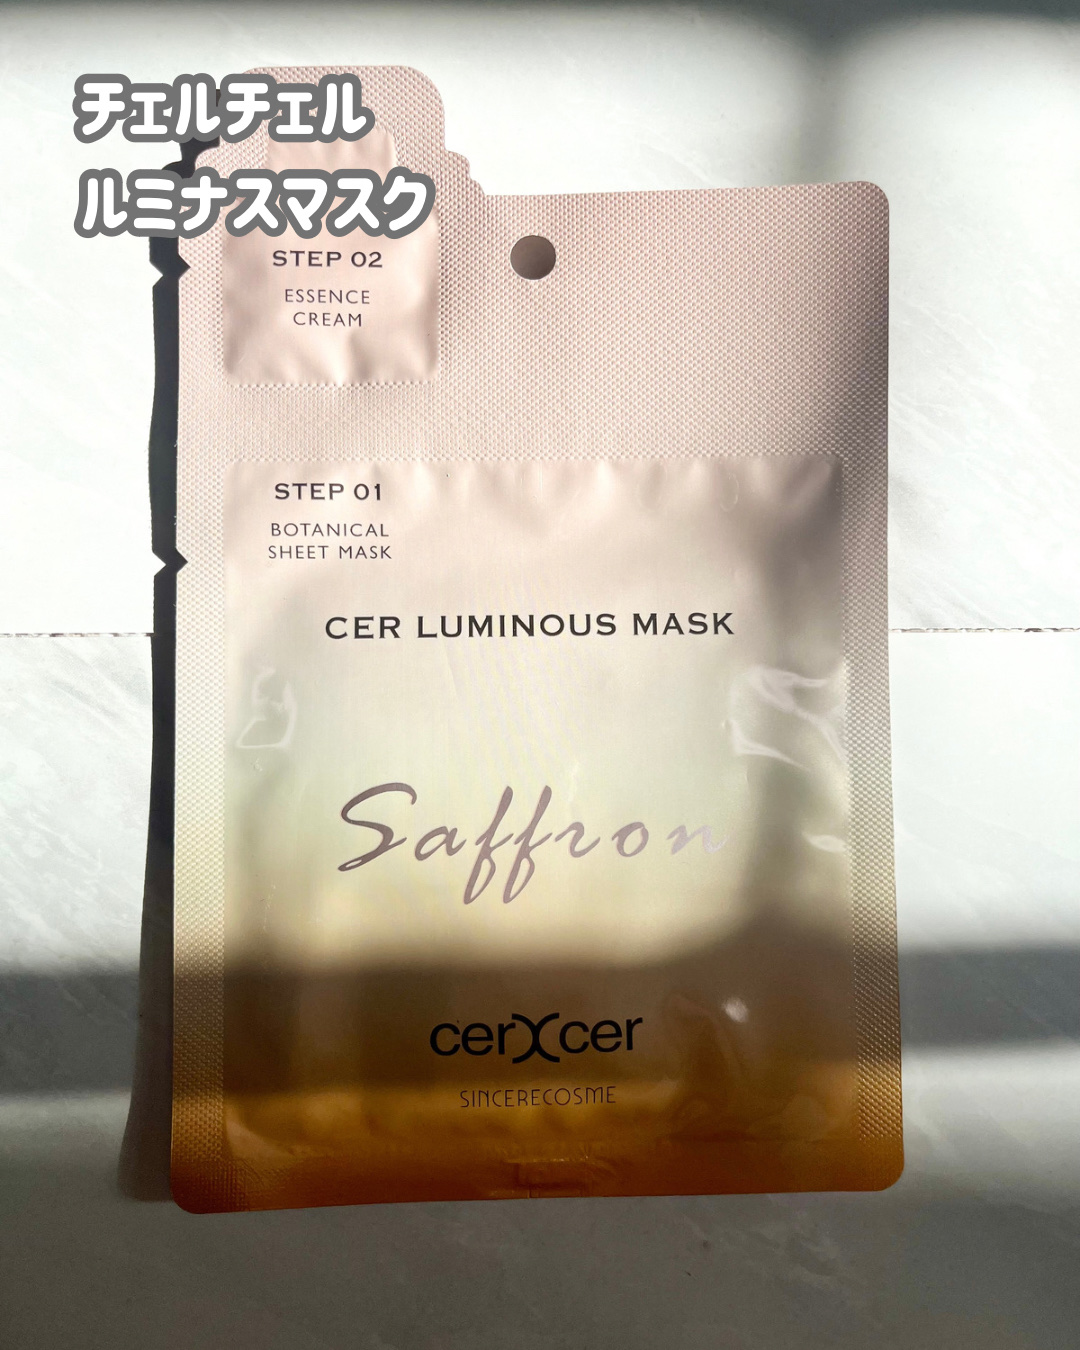 チェルチェル
ルミナスマスク
STEP 02
ESSENCE
CREAM
STEP 01
BOTANICAL
SHEET MASK
CER LUMINOUS MASK
Saffron
cerXcer
SINCERECOSME